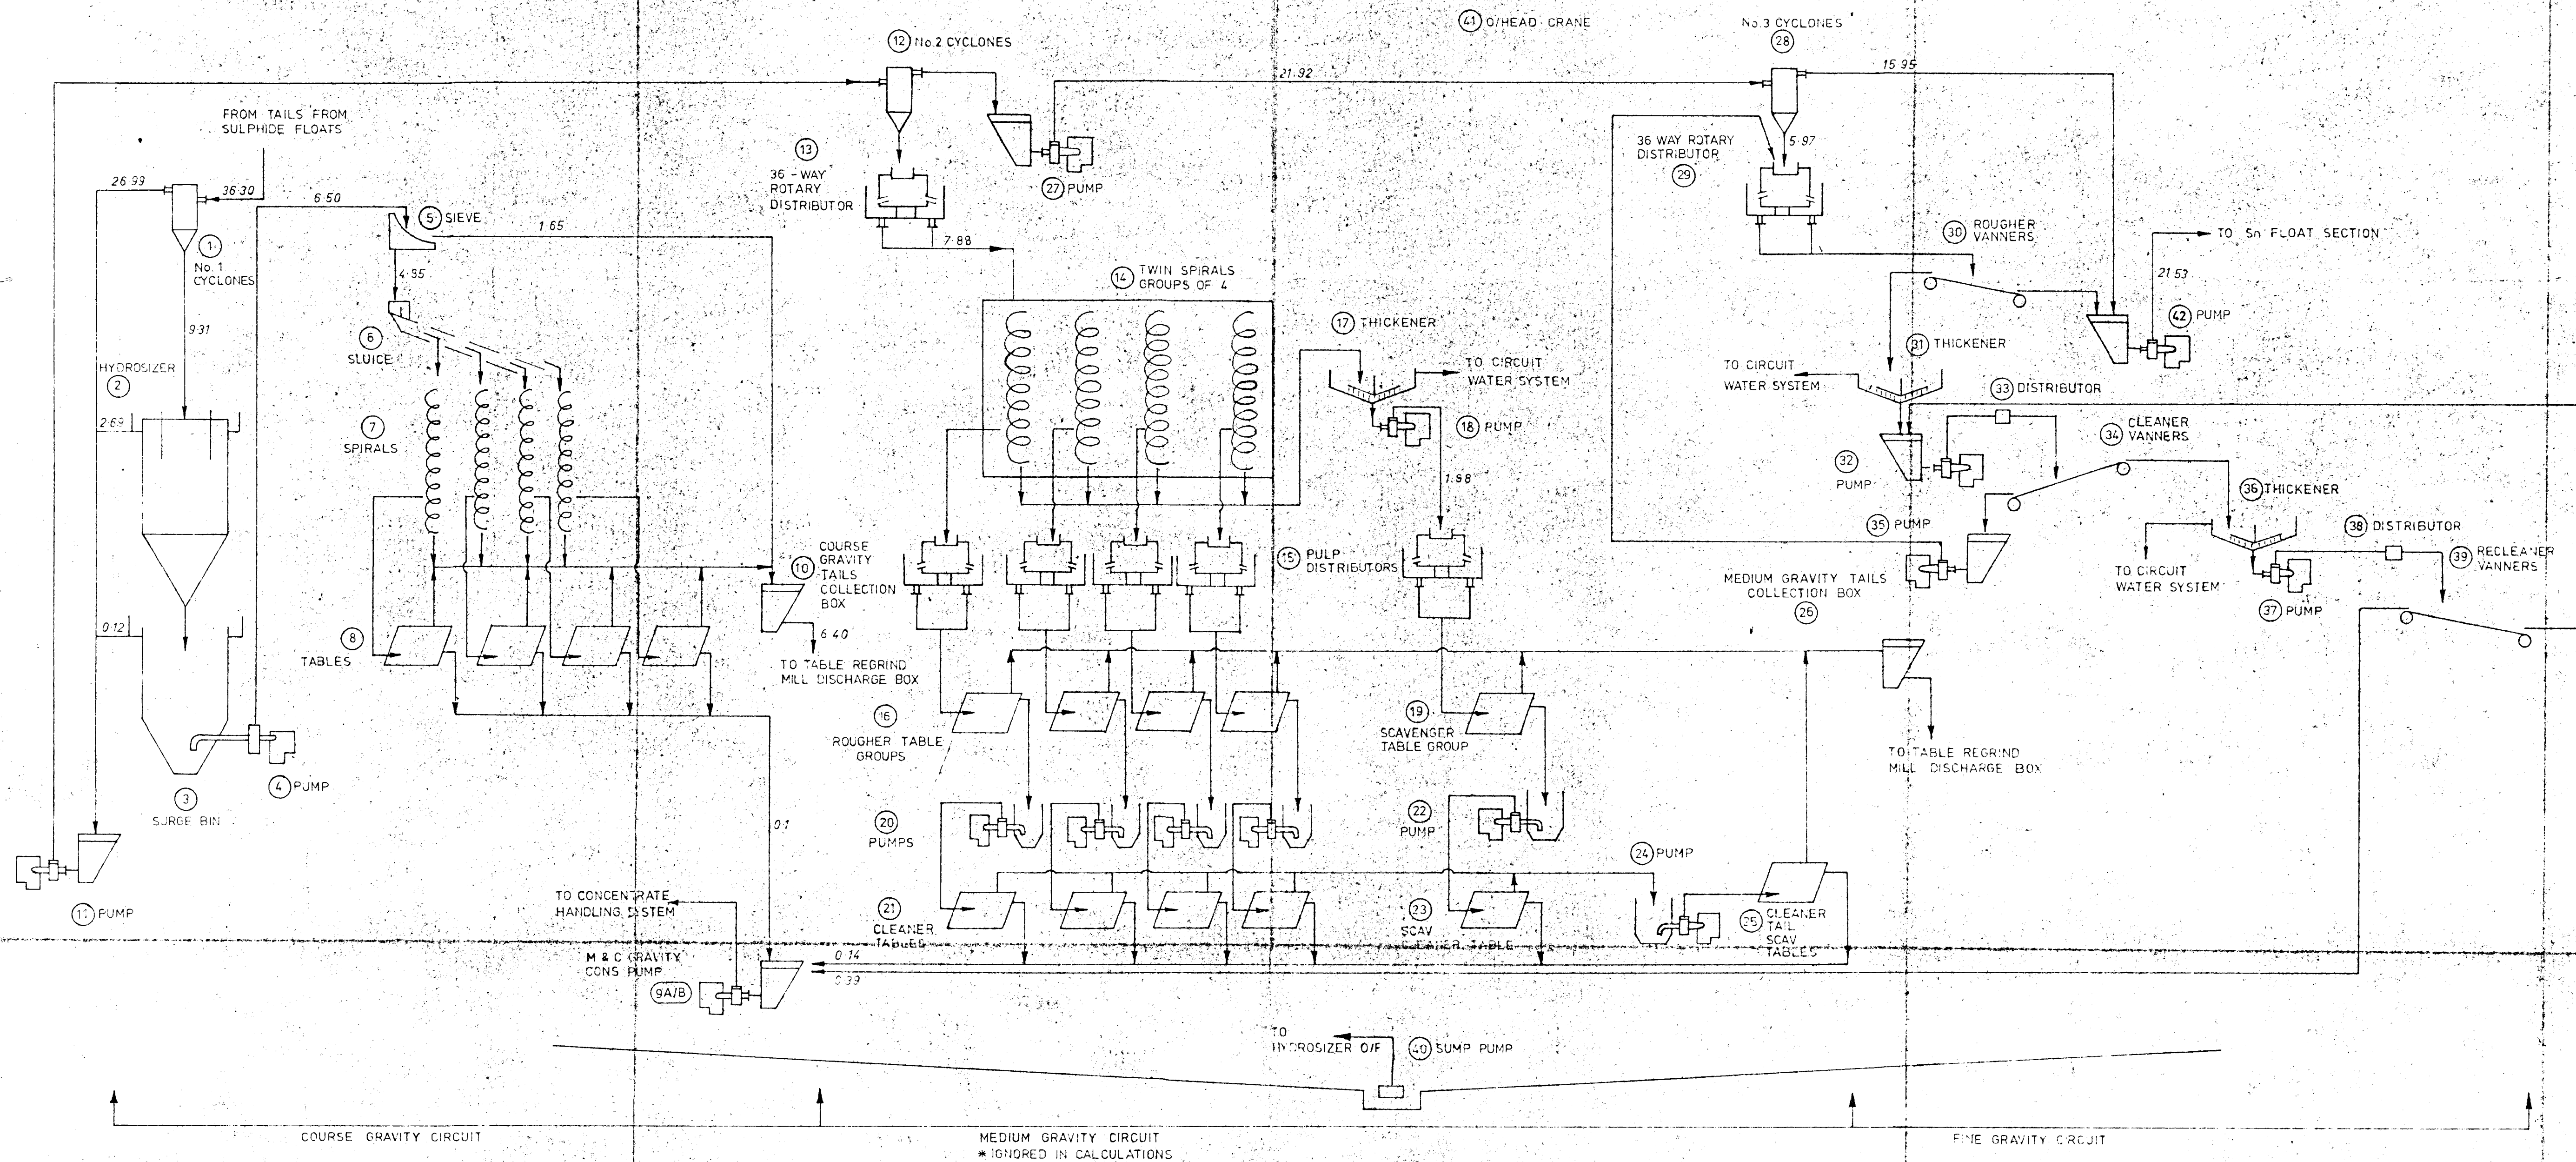 41 O/HEAD CRANE
12 No.2 CYCLONES
No.3 CYCLONES
28
21·92
15·95
FROM TAILS FROM
SULPHIDE FLOATS
26·99
36·30
6·50
5 SIEVE
1·65
1
No. 1
CYCLONES
4·85
9·31
6
SLUICE
HYDROSIZER
2
2·69
7
SPIRALS
0·12
8
TABLES
3
SURGE BIN
4 PUMP
11 PUMP
10
COURSE
GRAVITY
TAILS
COLLECTION
BOX
6·40
TO TABLE REGRIND
MILL DISCHARGE BOX
0·1
TO CONCENTRATE
HANDLING SYSTEM
M & C GRAVITY
CONS PUMP
9A/B
0·14
0·39
13
36-WAY
ROTARY
DISTRIBUTOR
27 PUMP
7·88
14 TWIN SPIRALS
GROUPS OF 4
17 THICKENER
TO CIRCUIT
WATER SYSTEM
18 PUMP
1·98
15 PULP
DISTRIBUTORS
16
ROUGHER TABLE
GROUPS
19
SCAVENGER
TABLE GROUP
20
PUMPS
22
PUMP
21
CLEANER
TABLES
23
SCAV
CLEANER TABLE
24 PUMP
25 CLEANER
TAIL
SCAV
TABLES
MEDIUM GRAVITY TAILS
COLLECTION BOX
26
TO TABLE REGRIND
MILL DISCHARGE BOX
36 WAY ROTARY
DISTRIBUTOR
29
5·97
30 ROUGHER
VANNERS
TO Sn FLOAT SECTION
21·53
42 PUMP
31 THICKENER
TO CIRCUIT
WATER SYSTEM
33 DISTRIBUTOR
34 CLEANER
VANNERS
32
PUMP
35 PUMP
36 THICKENER
TO CIRCUIT
WATER SYSTEM
37 PUMP
38 DISTRIBUTOR
39 RECLEANER
VANNERS
TO
HYDROSIZER O/F
40 SUMP PUMP
COURSE GRAVITY CIRCUIT
MEDIUM GRAVITY CIRCUIT
* IGNORED IN CALCULATIONS
FINE GRAVITY CIRCUIT